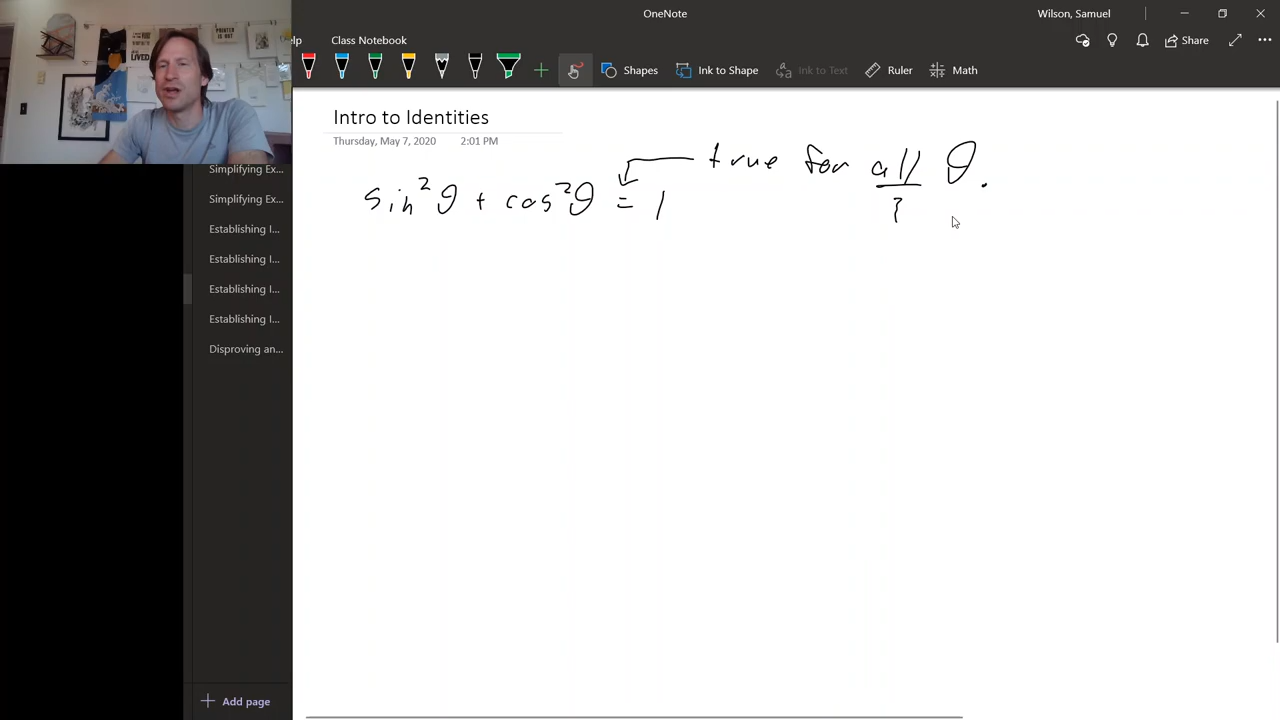 OneNote
Wilson, Samuel
elp
Class Notebook
Share
Shapes
Ink to Shape
Ink to Text
Ruler
Math
Intro to Identities
Thursday, May 7, 2020 2:01 PM
true for all θ.
sin²θ + cos²θ = 1
?
Simplifying Ex...
Simplifying Ex...
Establishing I...
Establishing I...
Establishing I...
Establishing I...
Disproving an...
Add page